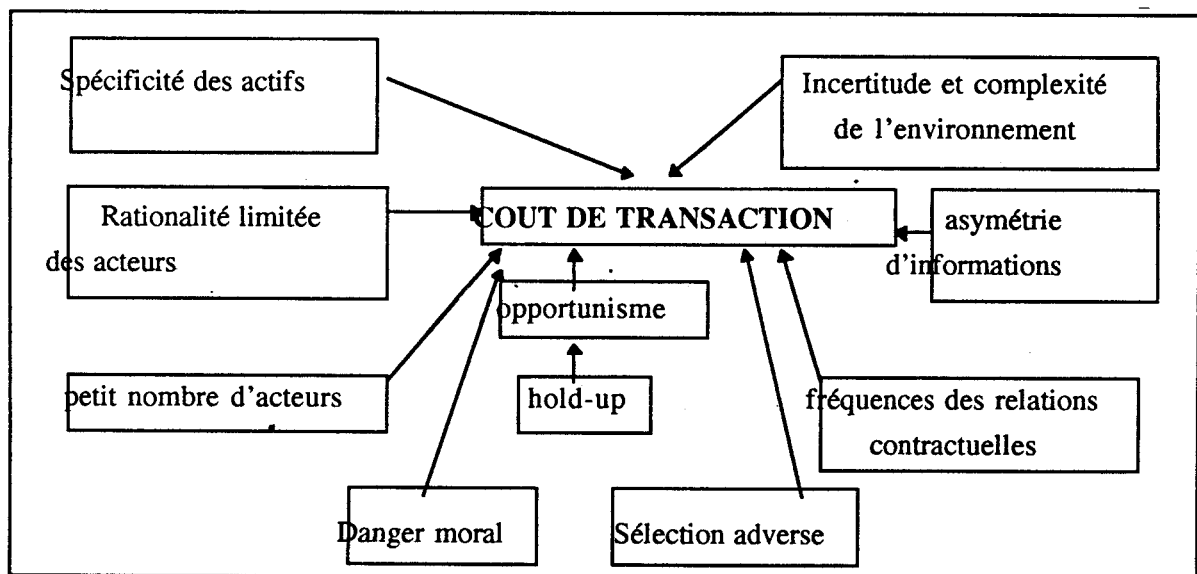 Spécificité des actifs
Incertitude et complexité
de l'environnement
Rationalité limitée
des acteurs
COUT DE TRANSACTION
asymétrie
d'informations
opportunisme
petit nombre d'acteurs
hold-up
fréquences des relations
contractuelles
Danger moral
Sélection adverse